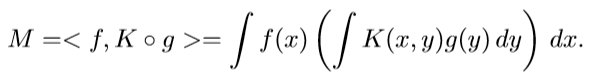 M =< f, K ∘ g >= ∫ f(x) (∫ K(x, y)g(y) dy) dx.